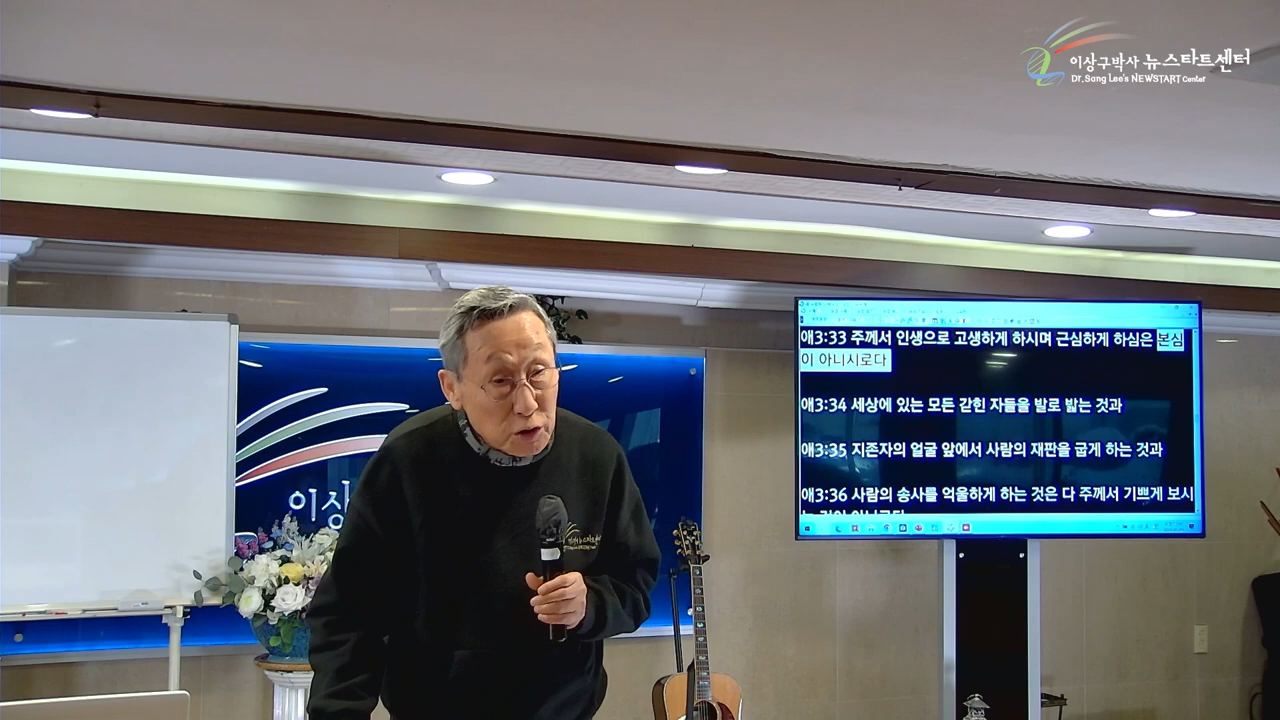 이상구박사 뉴스타트센터
Dr. Sang Lee's NEWSTART Center
애3:33 주께서 인생으로 고생하게 하시며 근심하게 하심은 본심
이 아니시로다
애3:34 세상에 있는 모든 갇힌 자들을 발로 밟는 것과
애3:35 지존자의 얼굴 앞에서 사람의 재판을 굽게 하는 것과
애3:36 사람의 송사를 억울하게 하는 것은 다 주께서 기쁘게 보시
이상
뉴스타트